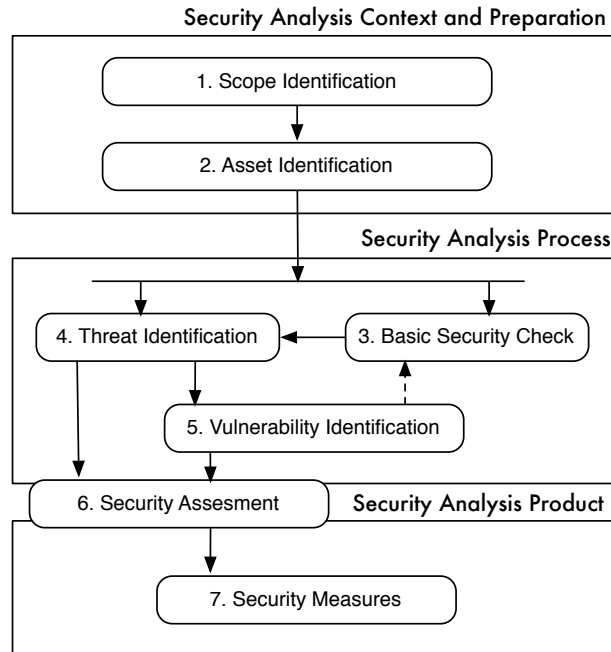 Security Analysis Context and Preparation
1. Scope Identification
2. Asset Identification
Security Analysis Process
4. Threat Identification
3. Basic Security Check
5. Vulnerability Identification
6. Security Assesment
Security Analysis Product
7. Security Measures